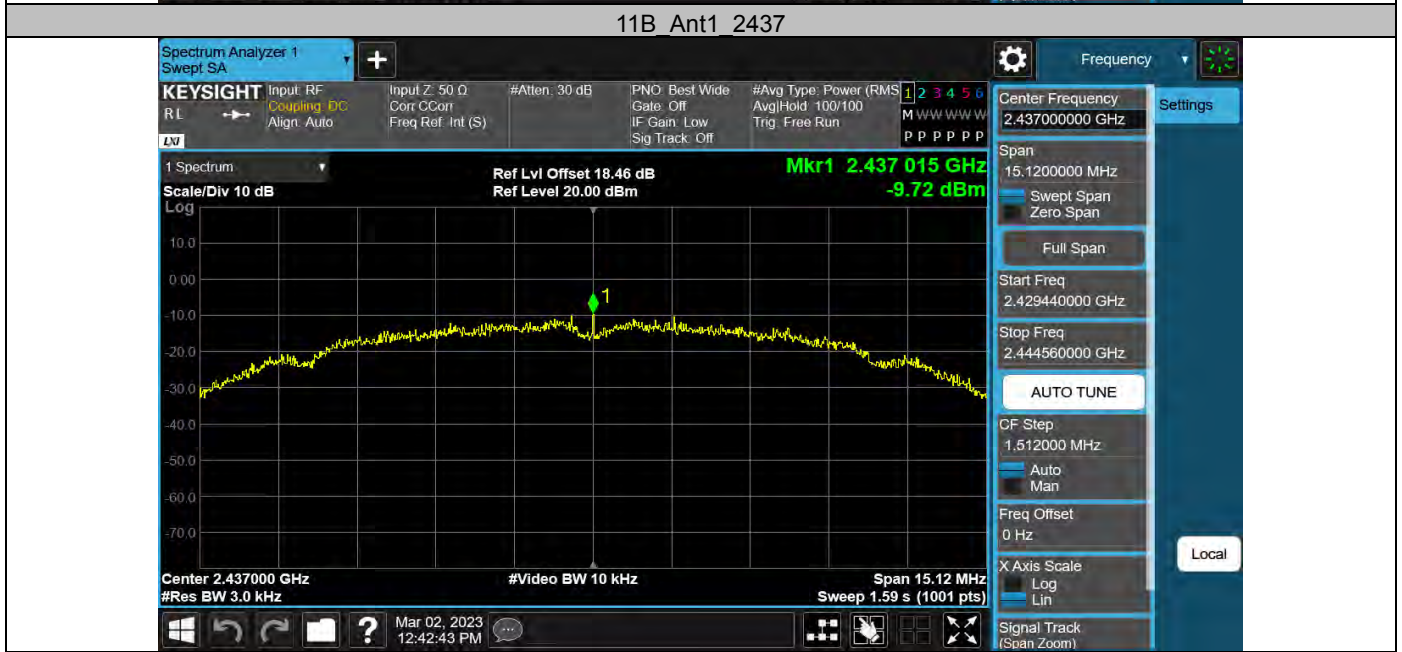 11B_Ant1_2437
Spectrum Analyzer 1
Swept SA
+
Frequency
KEYSIGHT
RL
LXI
Input: RF
Coupling: DC
Align: Auto
Input Z: 50 Ω
Corr CCorr
Freq Ref: Int (S)
#Atten: 30 dB
PNO: Best Wide
Gate: Off
IF Gain: Low
Sig Track: Off
#Avg Type: Power (RMS
Avg|Hold: 100/100
Trig: Free Run
1 2 3 4 5 6
M W W W W W
P P P P P P
Center Frequency
2.437000000 GHz
Settings
1 Spectrum
Scale/Div 10 dB
Ref Lvl Offset 18.46 dB
Ref Level 20.00 dBm
Mkr1 2.437 015 GHz
-9.72 dBm
Span
15.1200000 MHz
Swept Span
Zero Span
Full Span
Start Freq
2.429440000 GHz
Stop Freq
2.444560000 GHz
AUTO TUNE
CF Step
1.512000 MHz
Auto
Man
Freq Offset
0 Hz
X Axis Scale
Log
Lin
Signal Track
(Span Zoom)
Local
Log
10.0
0.00
-10.0
-20.0
-30.0
-40.0
-50.0
-60.0
-70.0
1
Center 2.437000 GHz
#Res BW 3.0 kHz
#Video BW 10 kHz
Span 15.12 MHz
Sweep 1.59 s (1001 pts)
?
Mar 02, 2023
12:42:43 PM